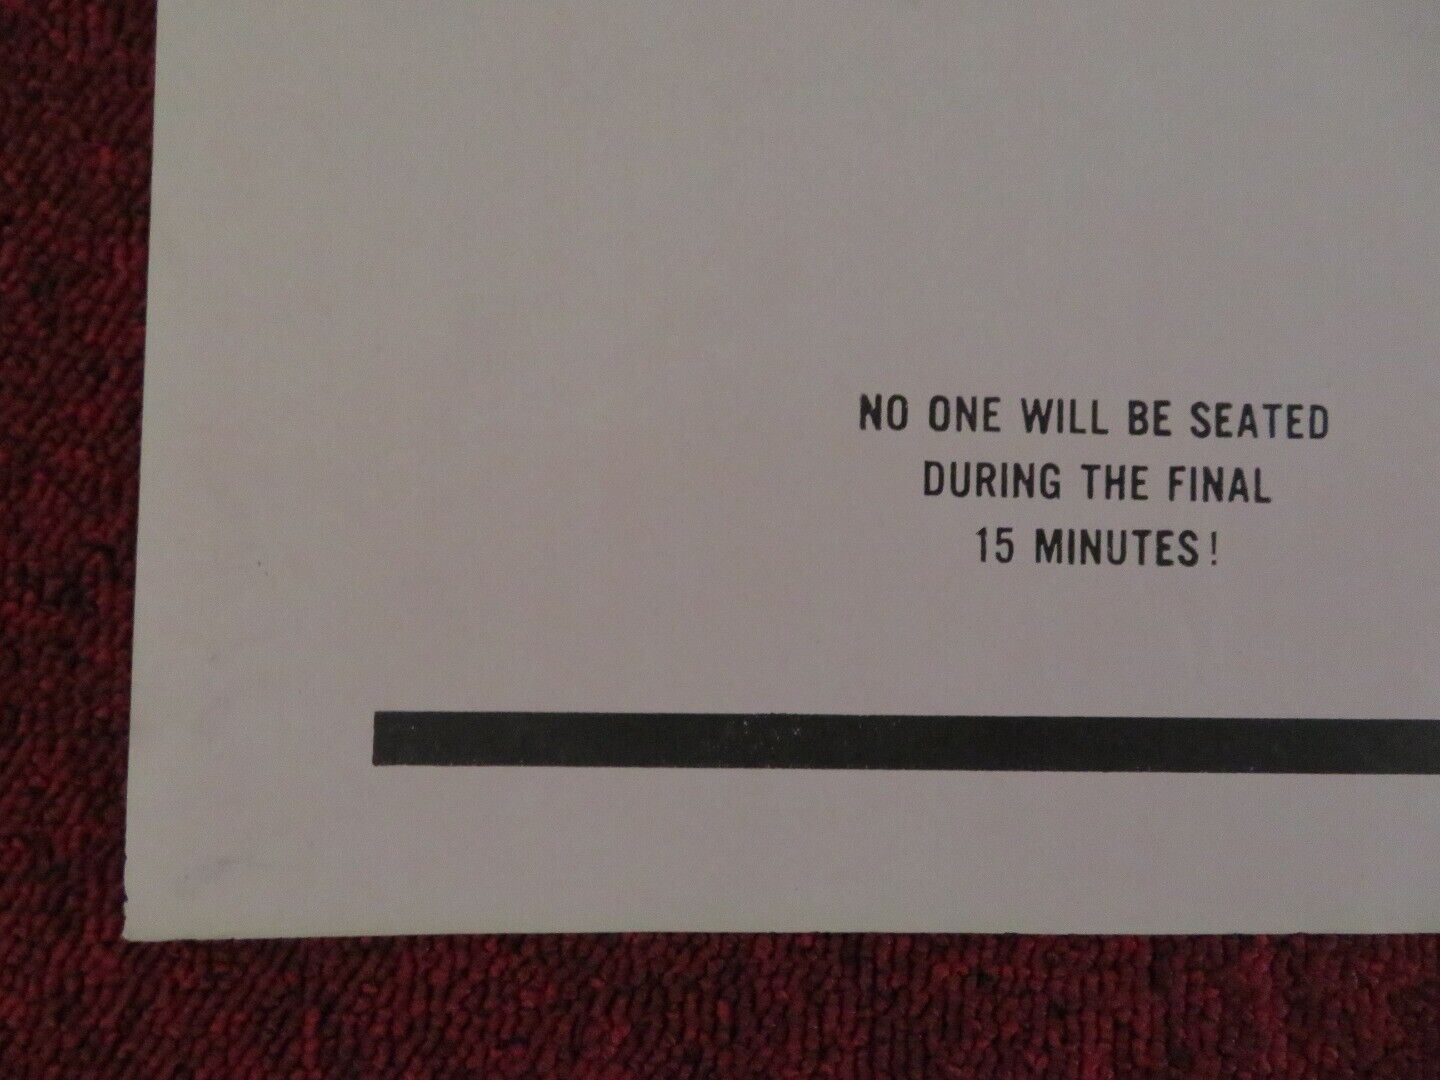 NO ONE WILL BE SEATED
DURING THE FINAL
15 MINUTES!